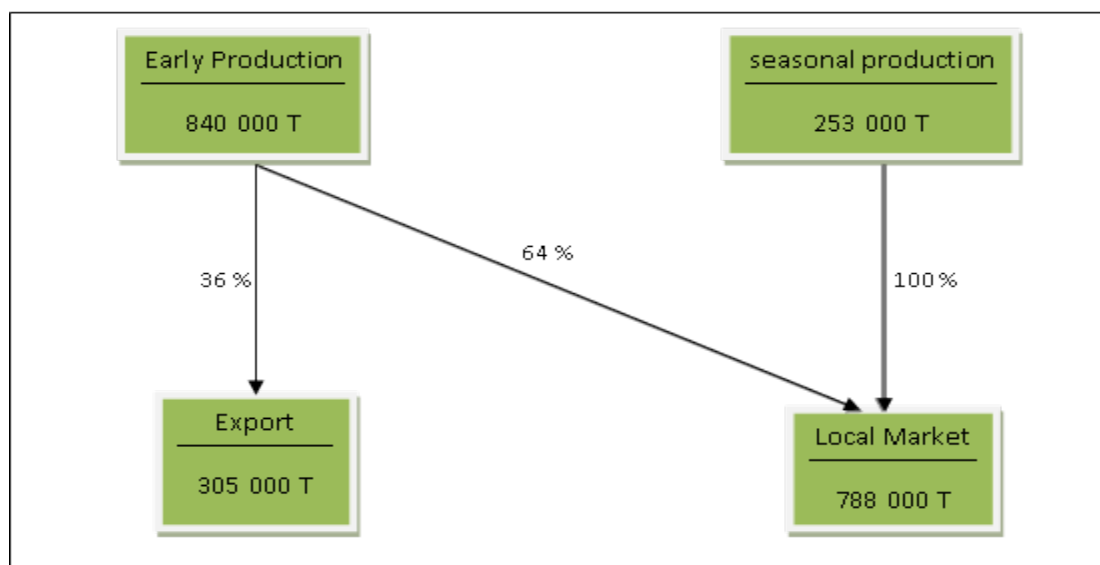 Early Production
840 000 T
seasonal production
253 000 T
36 %
64 %
100 %
Export
305 000 T
Local Market
788 000 T